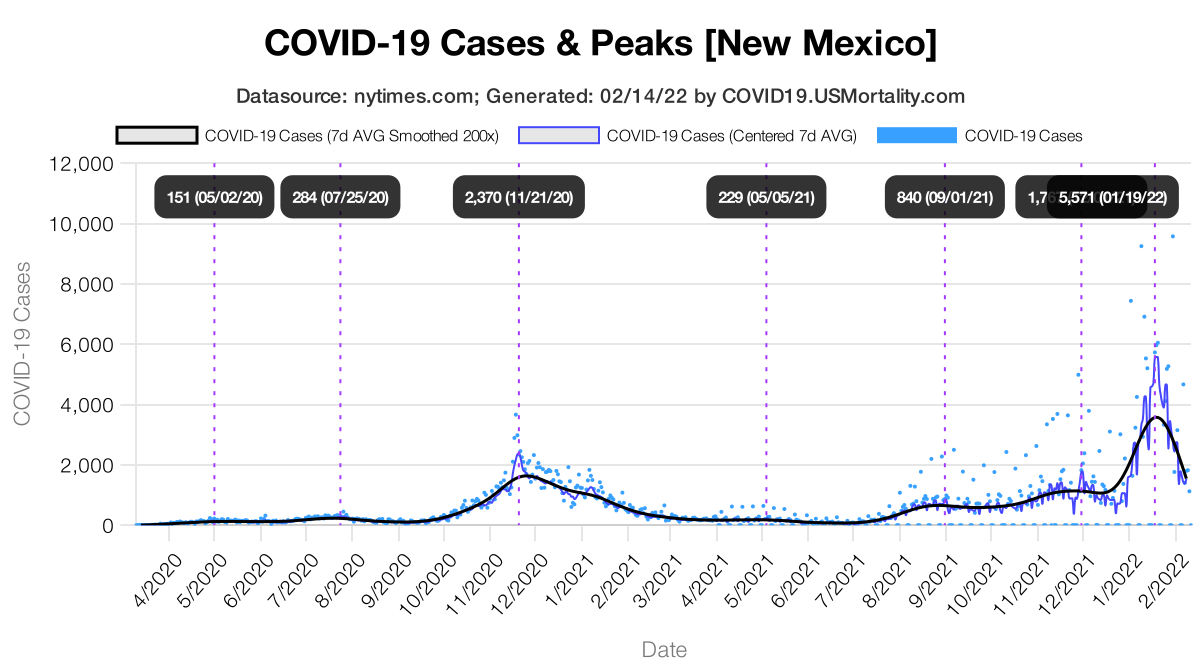 COVID-19 Cases & Peaks [New Mexico]
Datasource: nytimes.com; Generated: 02/14/22 by COVID19.USMortality.com
COVID-19 Cases (7d AVG Smoothed 200x) COVID-19 Cases (Centered 7d AVG) COVID-19 Cases
12,000
151 (05/02/20) 284 (07/25/20) 2,370 (11/21/20) 229 (05/05/21) 840 (09/01/21) 5,571 (01/19/22)
10,000
8,000
6,000
4,000
2,000
0
COVID-19 Cases
4/2020 5/2020 6/2020 7/2020 8/2020 9/2020 10/2020 11/2020 12/2020 1/2021 2/2021 3/2021 4/2021 5/2021 6/2021 7/2021 8/2021 9/2021 10/2021 11/2021 12/2021 1/2022 2/2022
Date